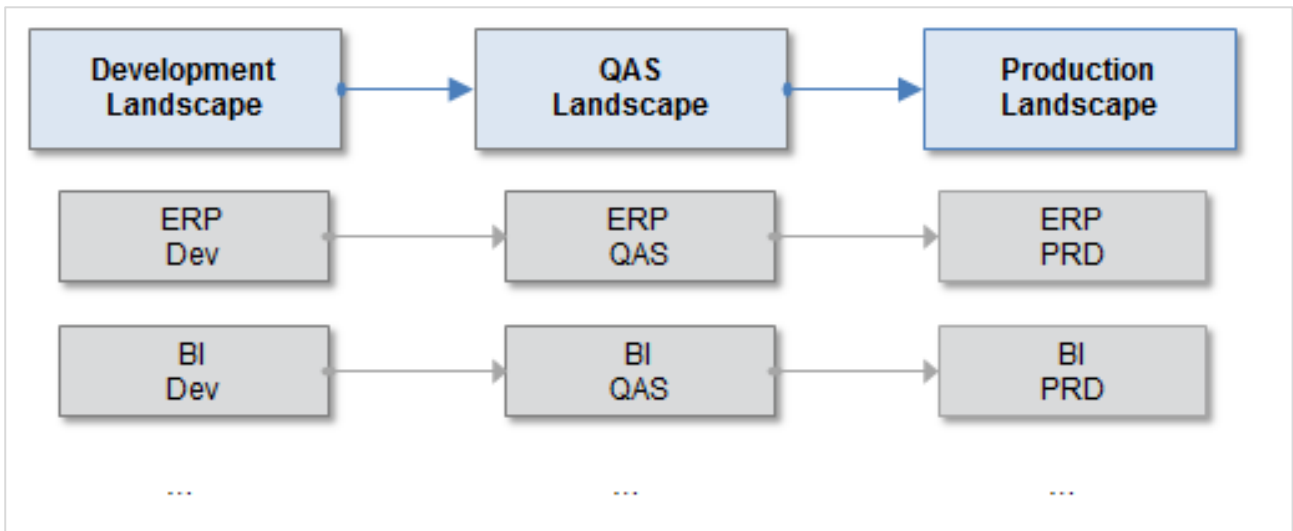 Development
Landscape
QAS
Landscape
Production
Landscape
ERP
Dev
ERP
QAS
ERP
PRD
BI
Dev
BI
QAS
BI
PRD
...
...
...